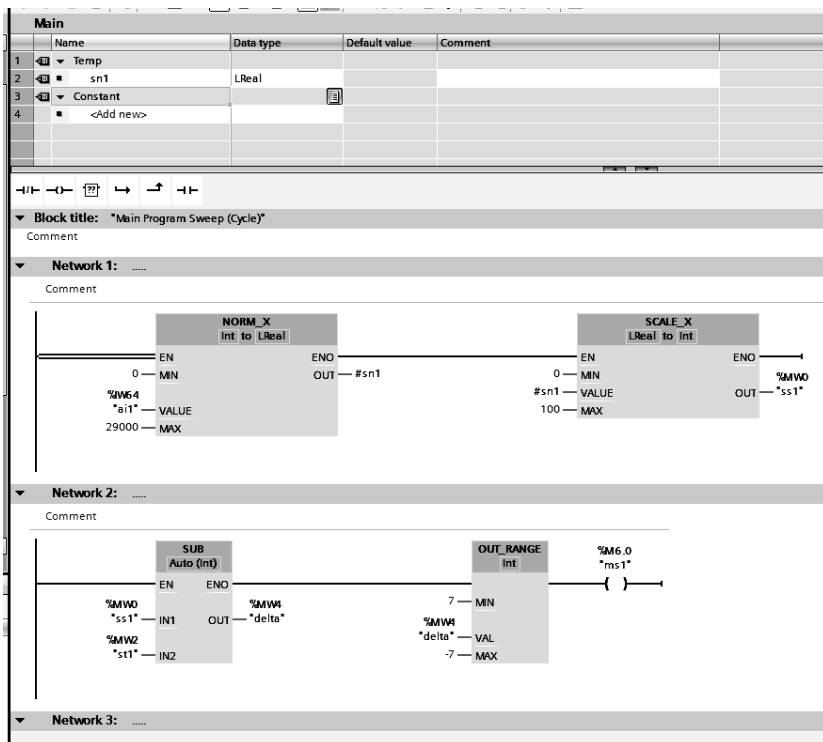 Main
Name Data type Default value Comment
1 Temp
2 sn1 LReal
3 Constant
4 <Add new>
Block title: "Main Program Sweep (Cycle)"
Comment
Network 1: .....
Comment
NORM_X SCALE_X
Int to LReal LReal to Int
EN ENO EN ENO
0 MIN OUT #sn1 0 MIN %MW0
%IW64 #sn1 VALUE OUT "ss1"
"ai1" VALUE 100 MAX
29000 MAX
Network 2: .....
Comment
SUB OUT_RANGE %M6.0
Auto (Int) Int "ms1"
EN ENO
%MW0 %MW4 7 MIN
"ss1" IN1 OUT "delta" %MW4
%MW2 "delta" VAL
"st1" IN2 -7 MAX
Network 3: .....